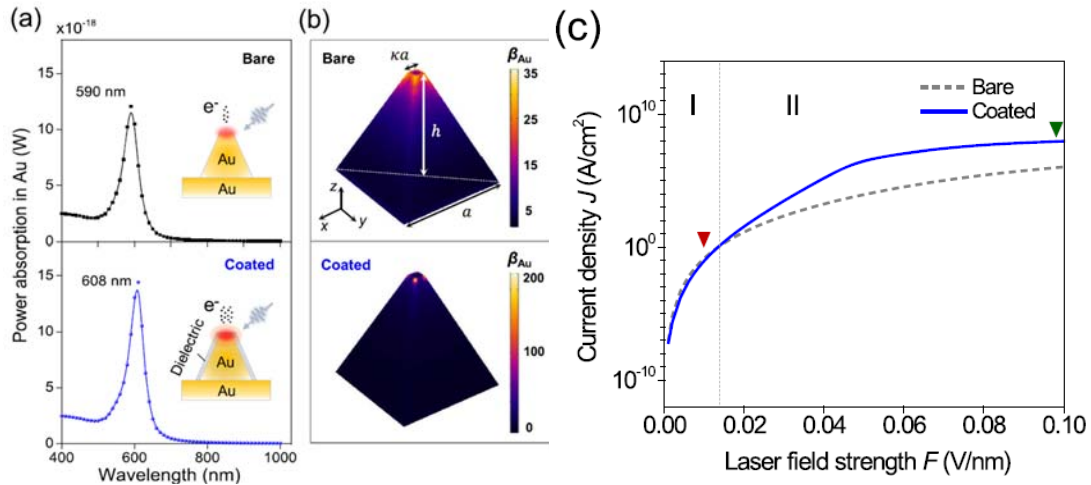 (a)
x10⁻¹⁸
Power absorption in Au (W)
15
10
5
0
Bare
590 nm
e⁻
Au
Au
15
10
5
0
Coated
608 nm
e⁻
Dielectric
Au
Au
400 600 800 1000
Wavelength (nm)
(b)
Bare
κa
h
a
z
x
y
β_Au
35
25
15
5
Coated
β_Au
200
100
0
(c)
Current density J (A/cm²)
10¹⁰
10⁰
10⁻¹⁰
I
II
Bare
Coated
0.00 0.02 0.04 0.06 0.08 0.10
Laser field strength F (V/nm)